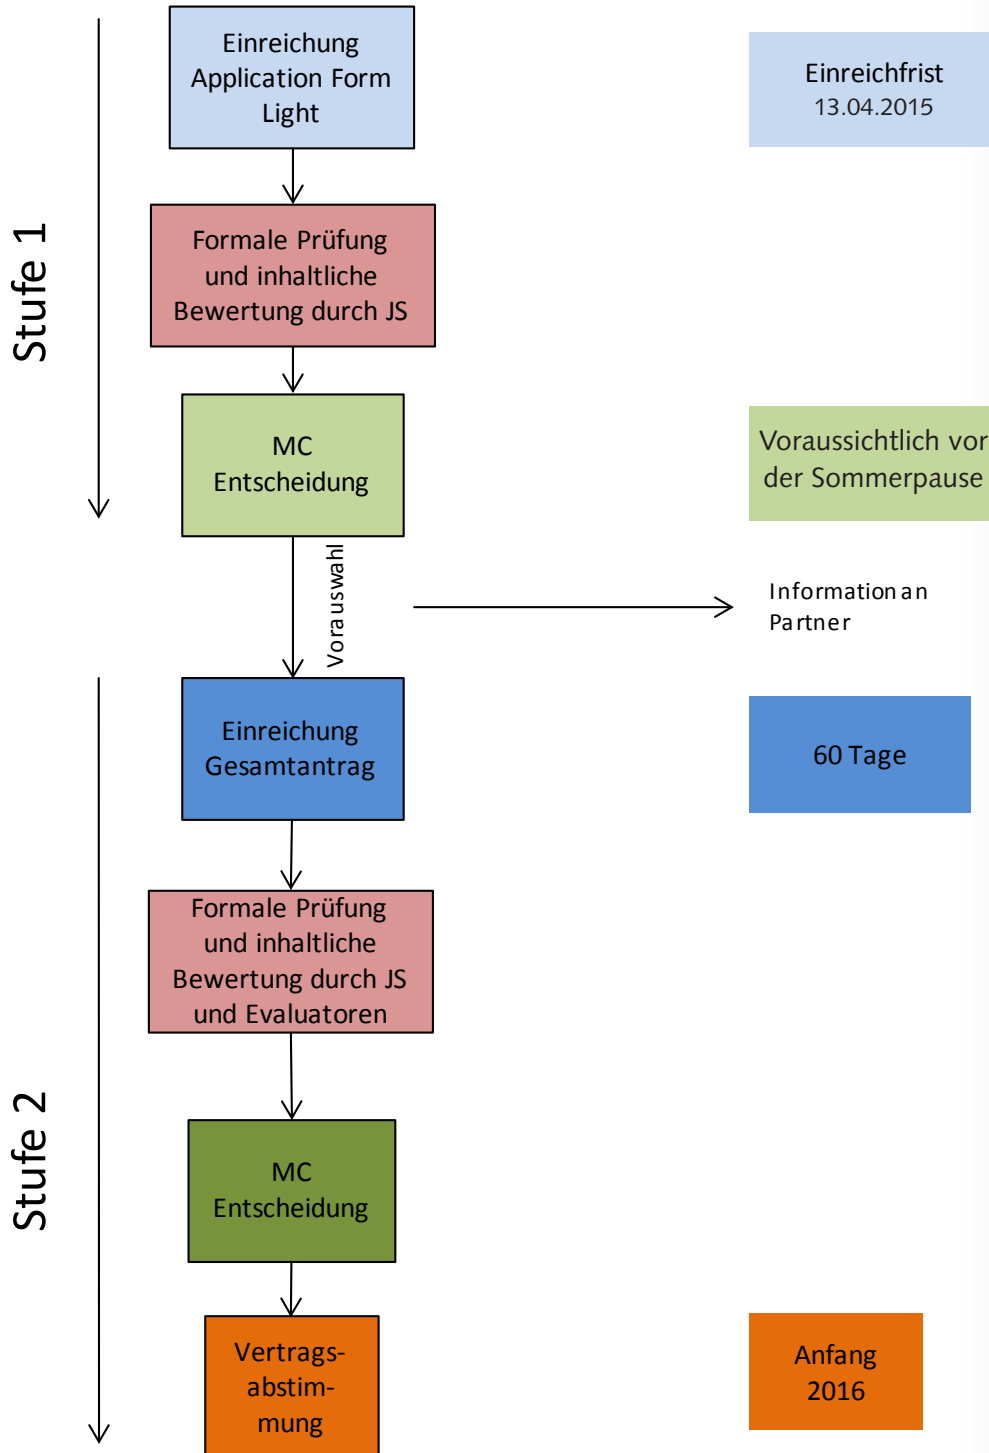 Stufe 1
Einreichung
Application Form
Light
Einreichfrist
13.04.2015
Formale Prüfung
und inhaltliche
Bewertung durch JS
MC
Entscheidung
Voraussichtlich vor
der Sommerpause
Vorauswahl
Information an
Partner
Stufe 2
Einreichung
Gesamtantrag
60 Tage
Formale Prüfung
und inhaltliche
Bewertung durch JS
und Evaluatoren
MC
Entscheidung
Vertrags-
abstim-
mung
Anfang
2016